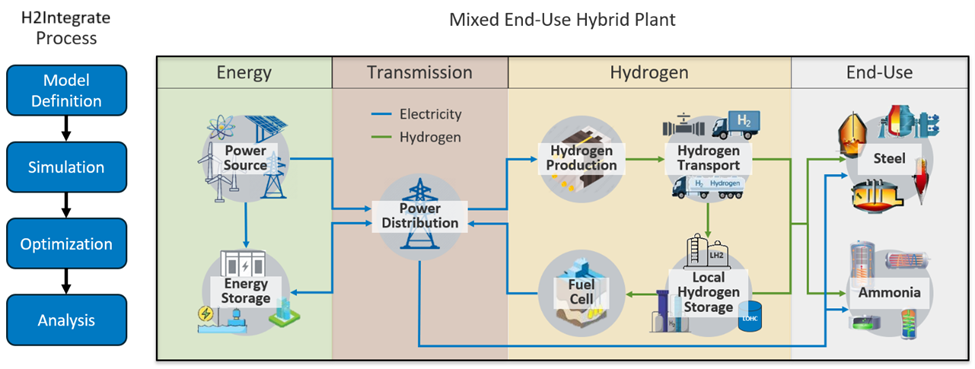 H2Integrate
Process
Model
Definition
Simulation
Optimization
Analysis
Mixed End-Use Hybrid Plant
Energy
Transmission
Hydrogen
End-Use
Electricity
Hydrogen
Power
Source
Energy
Storage
Power
Distribution
Hydrogen
Production
H2
Hydrogen
Transport
H2 Hydrogen
Fuel
Cell
LH2
Local
Hydrogen
Storage
LOHC
Steel
Ammonia